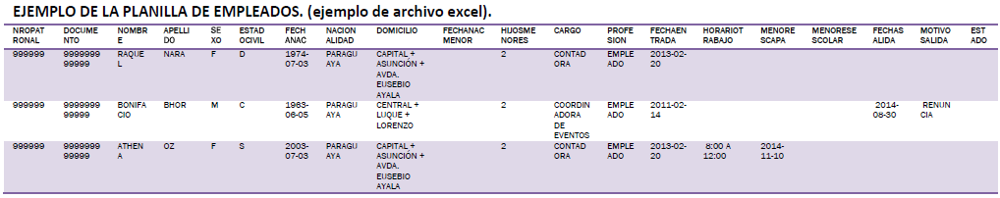 EJEMPLO DE LA PLANILLA DE EMPLEADOS. (ejemplo de archivo excel).
NROPATRONAL DOCUMENTO NOMBRE APELLIDO SEXO ESTADOCIVIL FECHANAC NACIONALIDAD DOMICILIO FECHANACMENOR HIJOSMENORES CARGO PROFESION FECHAENTRADA HORARIOTRABAJO MENORESCAPA MENORESESCOLAR FECHASALIDA MOTIVOSALIDA ESTADO
999999 999999999999 RAQUEL NARA F D 1974-07-03 PARAGUAYA CAPITAL + ASUNCIÓN + AVDA. EUSEBIO AYALA 2 CONTADORA EMPLEADO 2013-02-20
999999 999999999999 BONIFACIO BHOR M C 1963-06-05 PARAGUAYA CENTRAL + LUQUE + LORENZO 2 COORDINADORA DE EVENTOS EMPLEADO 2011-02-14 2014-08-30 RENUNCIA
999999 999999999999 ATHENA OZ F S 2003-07-03 PARAGUAYA CAPITAL + ASUNCIÓN + AVDA. EUSEBIO AYALA 2 CONTADORA EMPLEADO 2013-02-20 8:00 A 12:00 2014-11-10